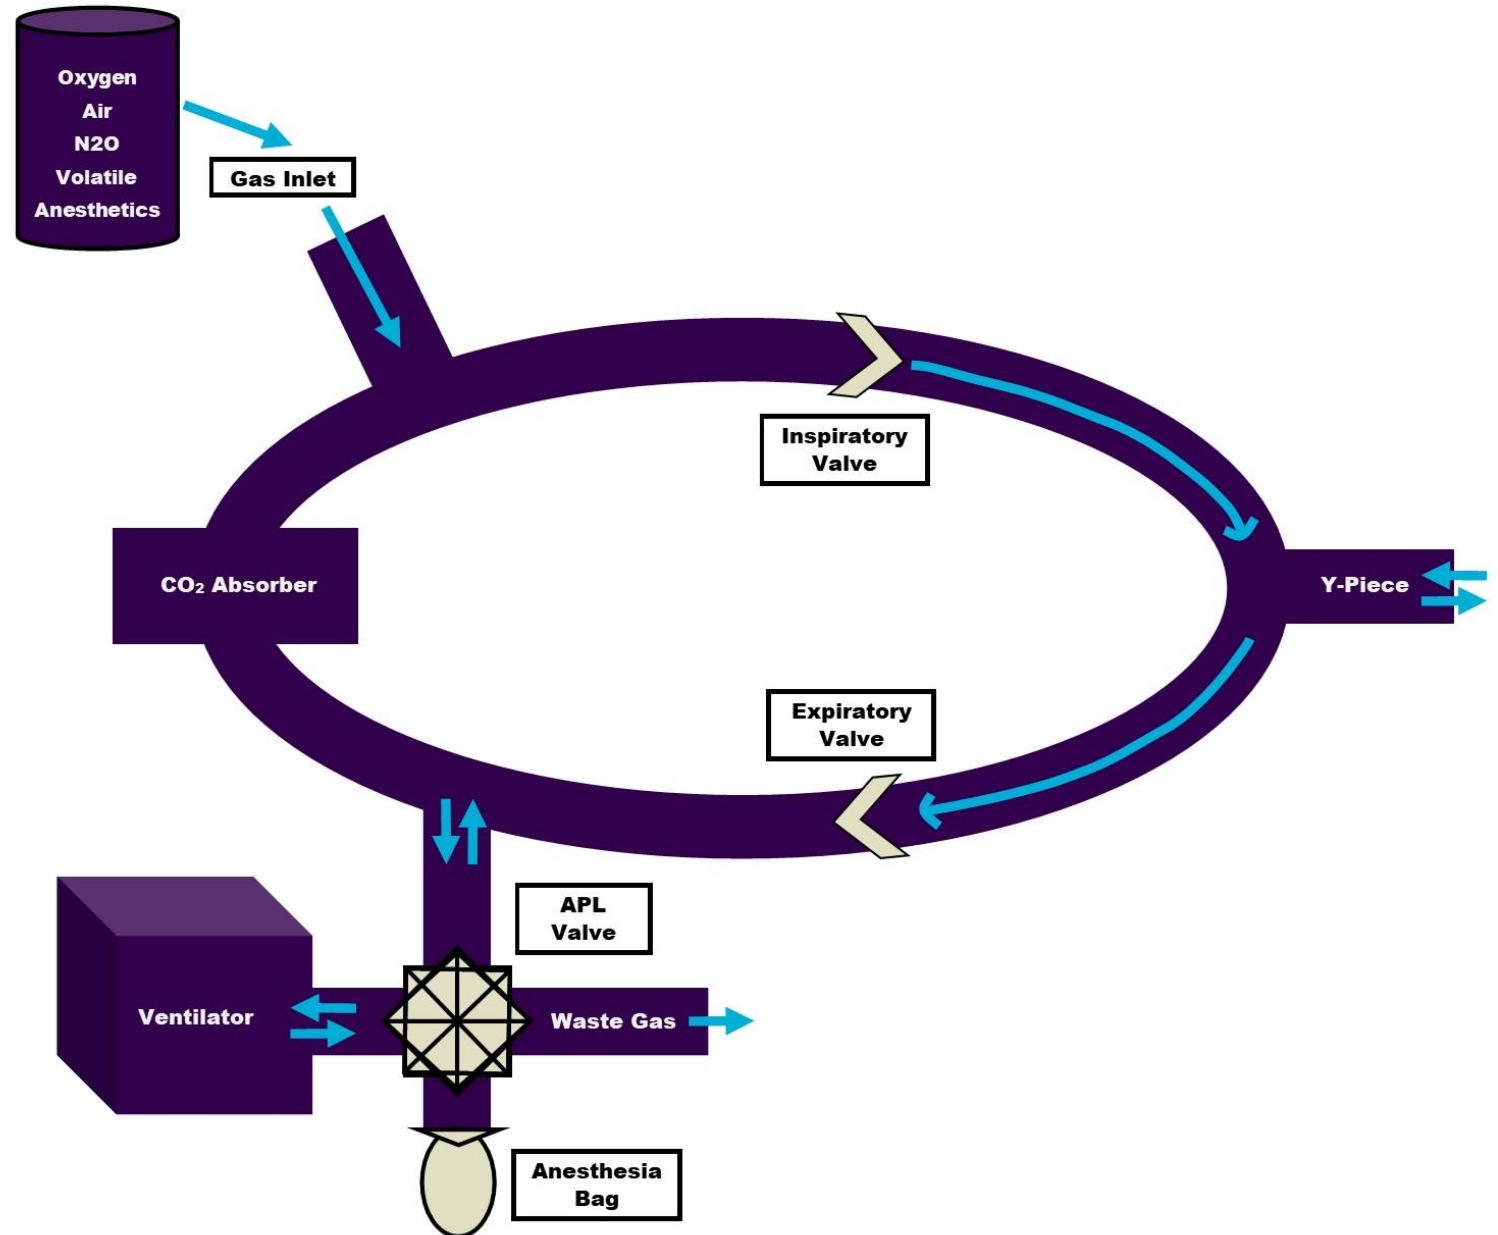 Oxygen
Air
N2O
Volatile
Anesthetics
Gas Inlet
Inspiratory
Valve
CO₂ Absorber
Y-Piece
Expiratory
Valve
APL
Valve
Ventilator
Waste Gas
Anesthesia
Bag